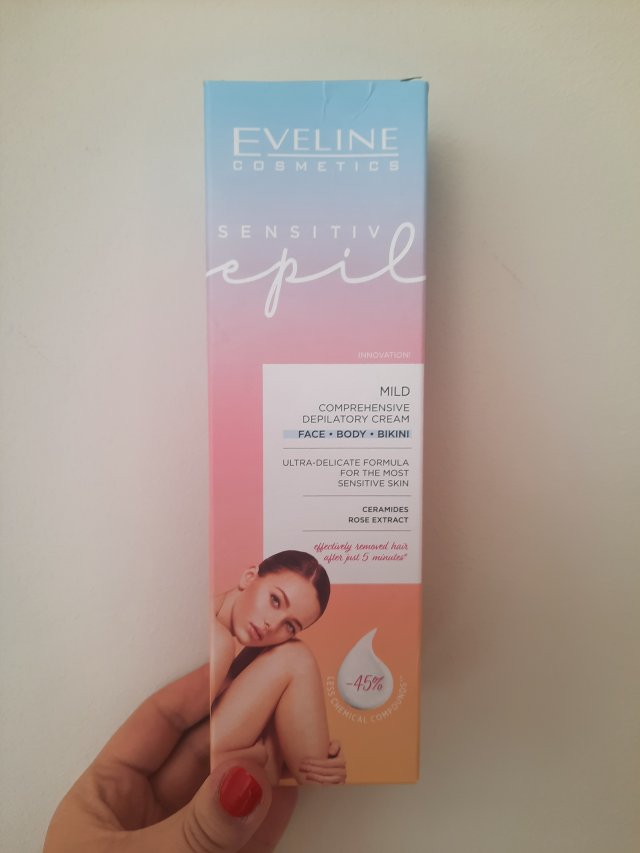 EVELINE
COSMETICS
SENSITIV
epil
INNOVATION!
MILD
COMPREHENSIVE
DEPILATORY CREAM
FACE • BODY • BIKINI
ULTRA-DELICATE FORMULA
FOR THE MOST
SENSITIVE SKIN
CERAMIDES
ROSE EXTRACT
effectively removed hair
after just 5 minutes*
-45%
LESS CHEMICAL COMPOUNDS**